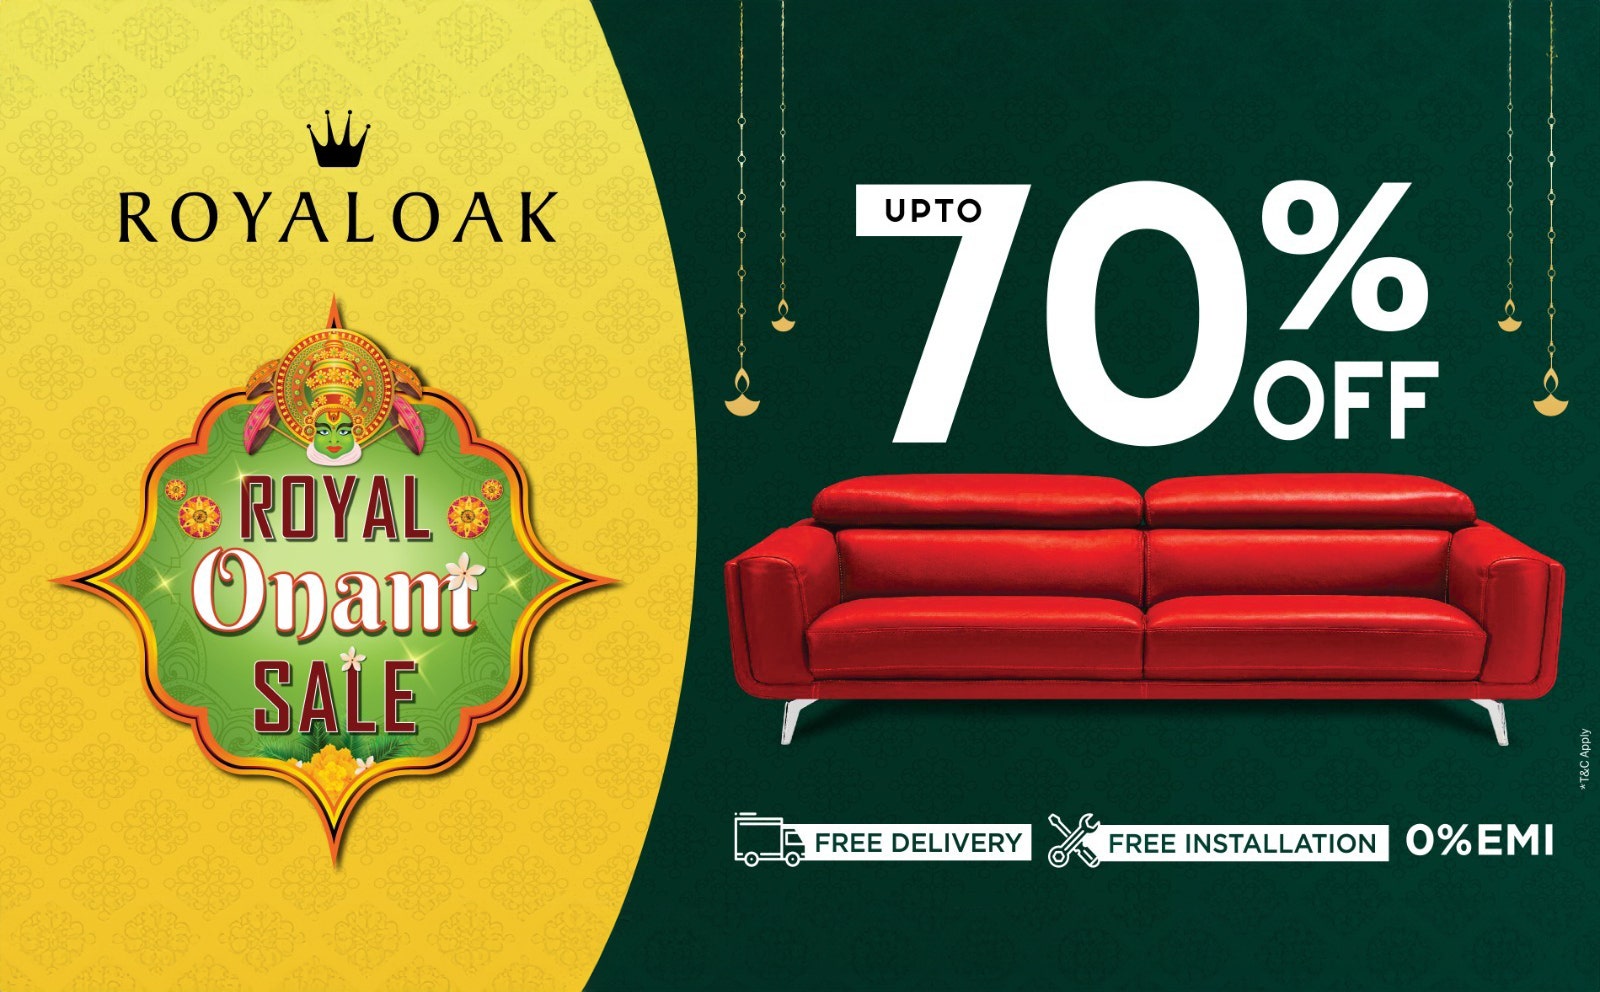 ROYALOAK
ROYAL
Onam
SALE
UPTO
70%
OFF
FREE DELIVERY
FREE INSTALLATION
0% EMI
*T&C Apply